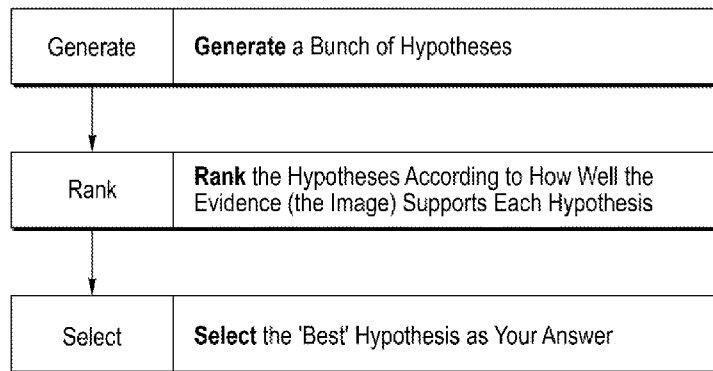 Generate
Generate a Bunch of Hypotheses
Rank
Rank the Hypotheses According to How Well the
Evidence (the Image) Supports Each Hypothesis
Select
Select the 'Best' Hypothesis as Your Answer